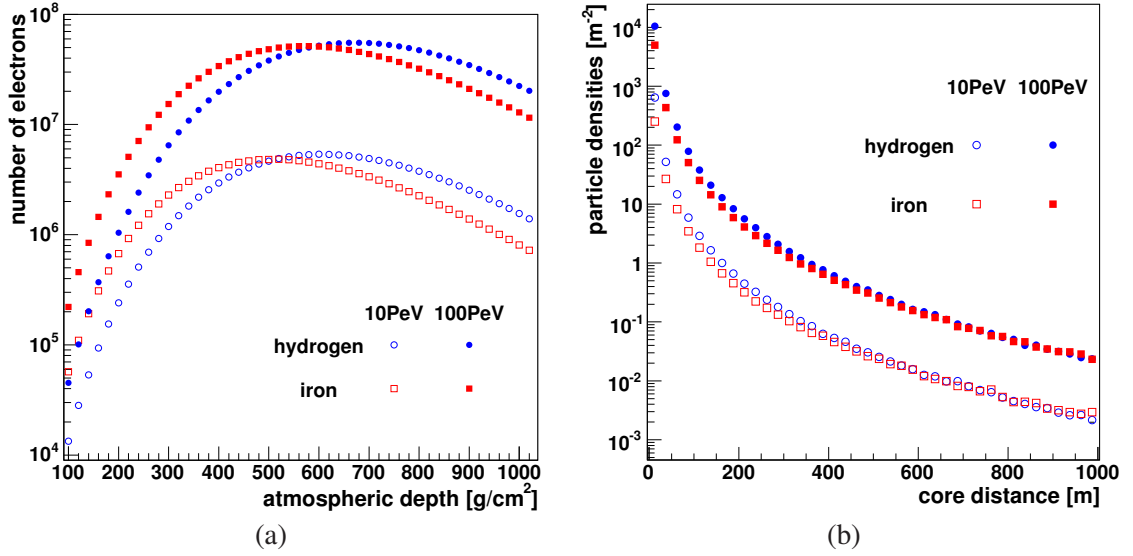 number of electrons
10^8
10^7
10^6
10^5
10^4
10PeV 100PeV
hydrogen
iron
100 200 300 400 500 600 700 800 900 1000
atmospheric depth [g/cm^2]
(a)
particle densities [m^-2]
10^4
10^3
10^2
10
1
10^-1
10^-2
10^-3
10PeV 100PeV
hydrogen
iron
0 200 400 600 800 1000
core distance [m]
(b)